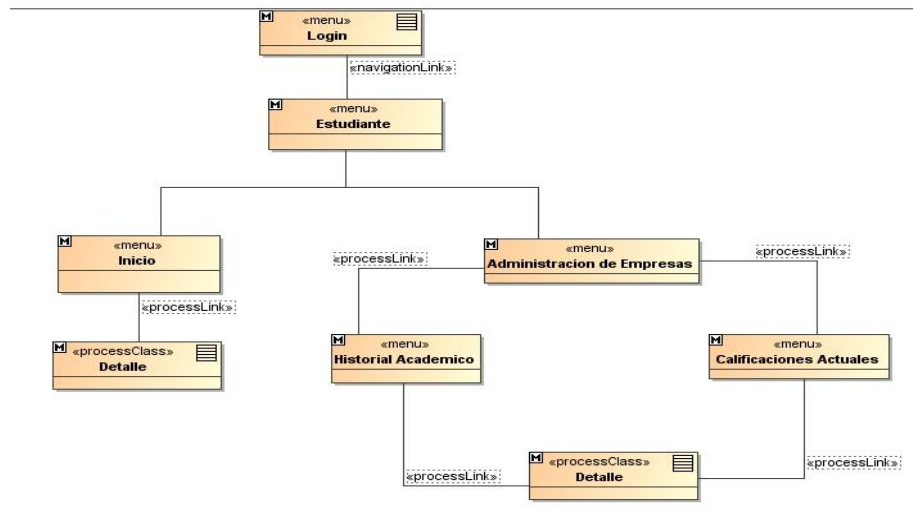 «menu»
Login
«navigationLink»
«menu»
Estudiante
«menu»
Inicio
«processLink»
«processClass»
Detalle
«menu»
Administracion de Empresas
«processLink»
«processLink»
«menu»
Historial Academico
«menu»
Calificaciones Actuales
«processLink»
«processLink»
«processClass»
Detalle